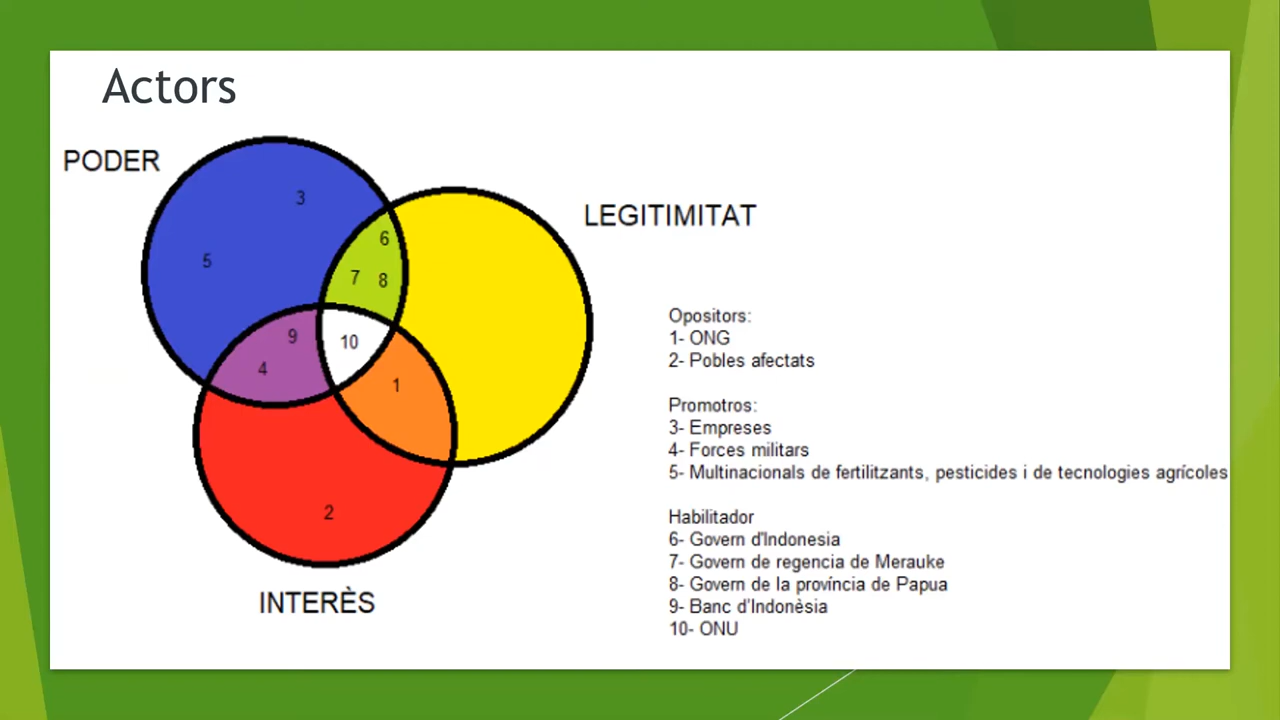 Actors
PODER
LEGITIMITAT
3
6
5
7 8
9
10
4
1
2
INTERÈS
Opositors:
1- ONG
2- Pobles afectats
Promotros:
3- Empreses
4- Forces militars
5- Multinacionals de fertilitzants, pesticides i de tecnologies agrícoles
Habilitador
6- Govern d'Indonesia
7- Govern de regencia de Merauke
8- Govern de la província de Papua
9- Banc d'Indonèsia
10- ONU